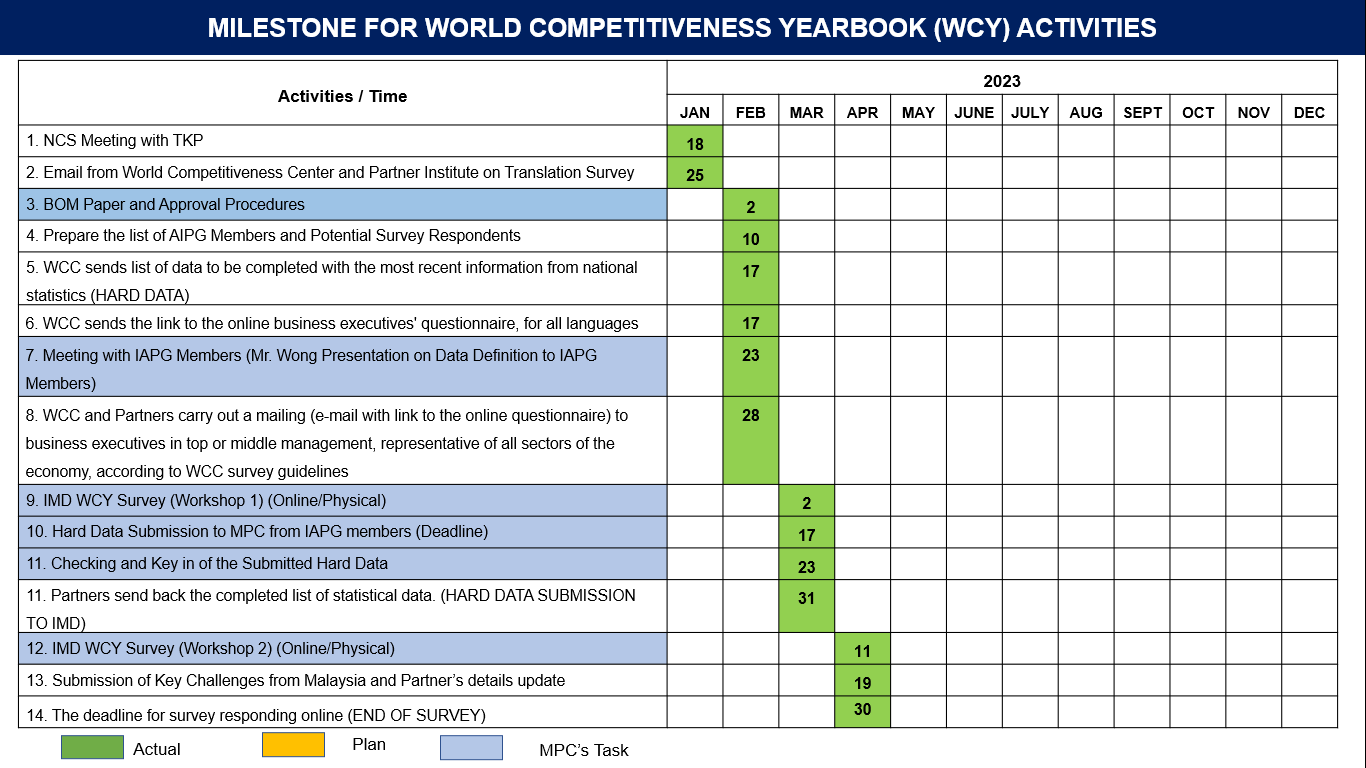 MILESTONE FOR WORLD COMPETITIVENESS YEARBOOK (WCY) ACTIVITIES
Activities / Time
2023
JAN FEB MAR APR MAY JUNE JULY AUG SEPT OCT NOV DEC
1. NCS Meeting with TKP
18
2. Email from World Competitiveness Center and Partner Institute on Translation Survey
25
3. BOM Paper and Approval Procedures
2
4. Prepare the list of AIPG Members and Potential Survey Respondents
10
5. WCC sends list of data to be completed with the most recent information from national
statistics (HARD DATA)
17
6. WCC sends the link to the online business executives' questionnaire, for all languages
17
7. Meeting with IAPG Members (Mr. Wong Presentation on Data Definition to IAPG
Members)
23
8. WCC and Partners carry out a mailing (e-mail with link to the online questionnaire) to
business executives in top or middle management, representative of all sectors of the
economy, according to WCC survey guidelines
28
9. IMD WCY Survey (Workshop 1) (Online/Physical)
2
10. Hard Data Submission to MPC from IAPG members (Deadline)
17
11. Checking and Key in of the Submitted Hard Data
23
11. Partners send back the completed list of statistical data. (HARD DATA SUBMISSION
TO IMD)
31
12. IMD WCY Survey (Workshop 2) (Online/Physical)
11
13. Submission of Key Challenges from Malaysia and Partner’s details update
19
14. The deadline for survey responding online (END OF SURVEY)
30
Actual
Plan
MPC’s Task